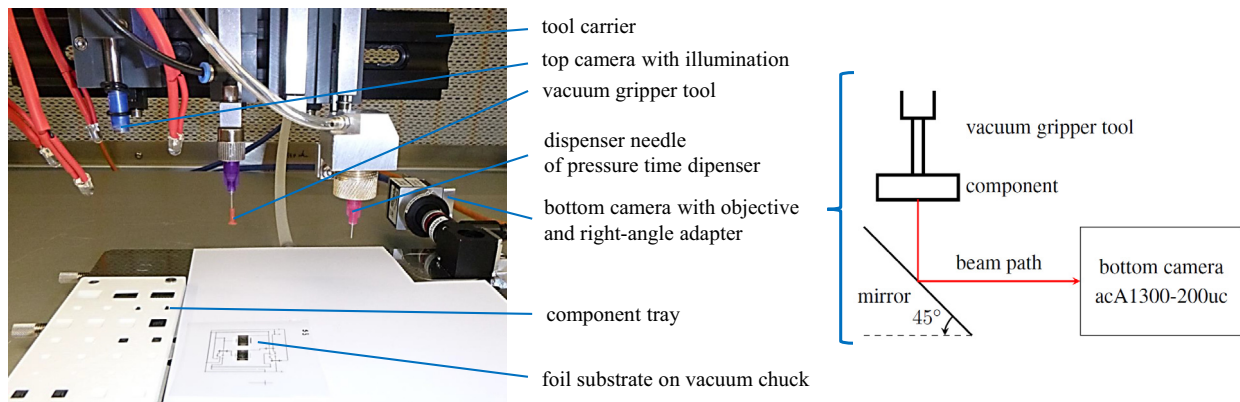 tool carrier
top camera with illumination
vacuum gripper tool
dispenser needle
of pressure time dipenser
bottom camera with objective
and right-angle adapter
component tray
foil substrate on vacuum chuck
vacuum gripper tool
component
beam path
mirror
45°
bottom camera
acA1300-200uc